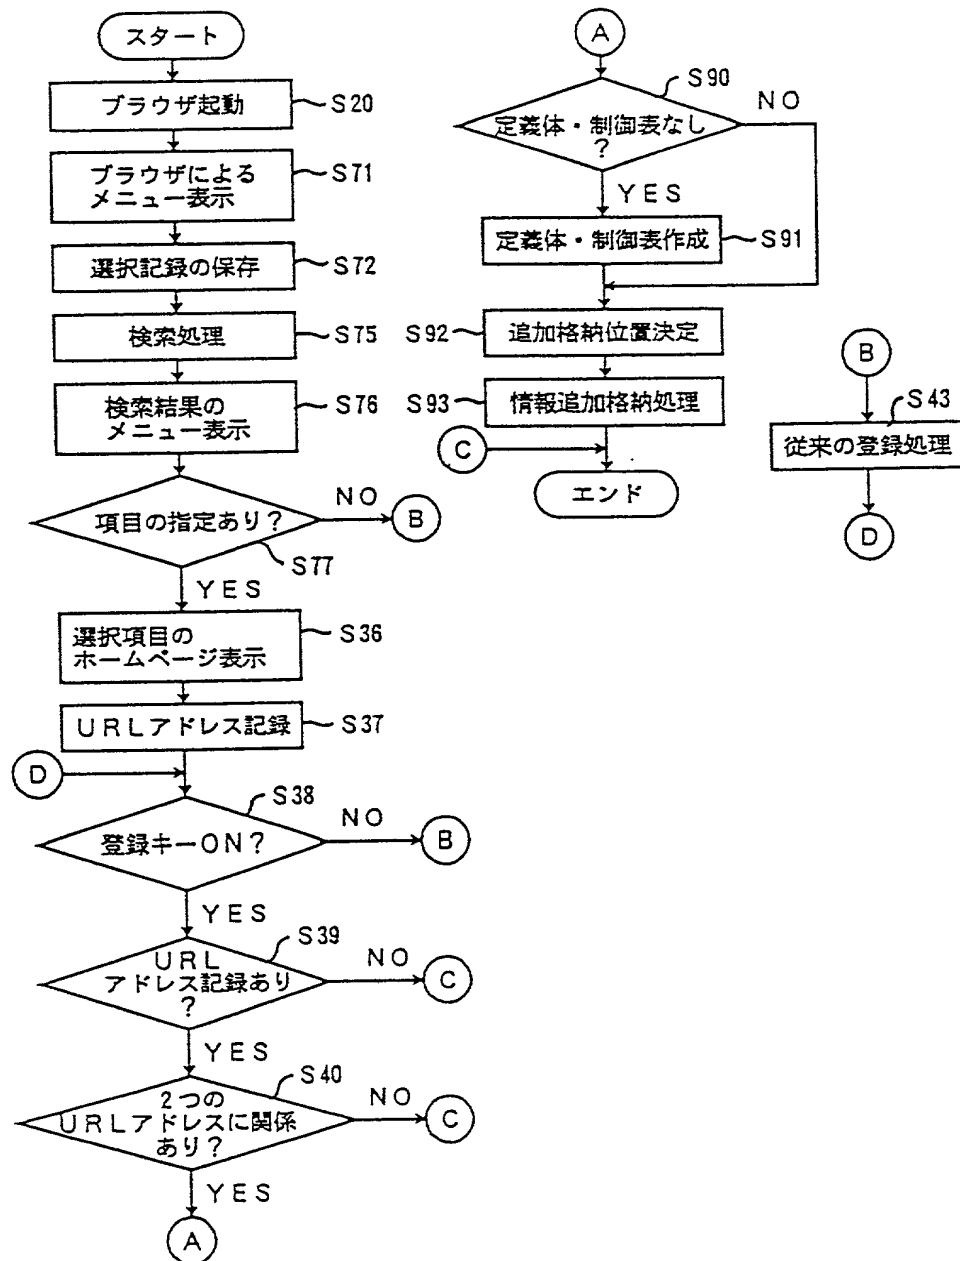 スタート
ブラウザ起動
S20
ブラウザによる
メニュー表示
S71
選択記録の保存
S72
検索処理
S75
検索結果の
メニュー表示
S76
項目の指定あり？
NO
B
S77
YES
選択項目の
ホームページ表示
S36
URLアドレス記録
S37
D
S38
登録キーON？
NO
B
YES
S39
URL
アドレス記録あり
？
NO
C
YES
S40
2つの
URLアドレスに関係
あり？
NO
C
YES
A
A
S90
定義体・制御表なし
？
NO
YES
定義体・制御表作成
S91
S92
追加格納位置決定
S93
情報追加格納処理
C
エンド
B
S43
従来の登録処理
D